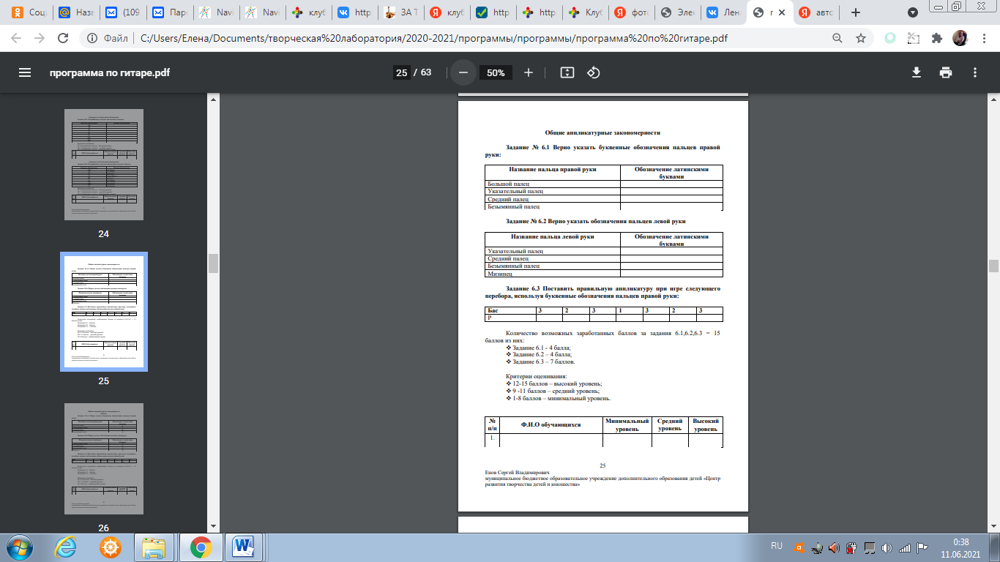 Соци
Назв
(109
Пари
Navi
Navi
клуб
http
ЗА Т
клуб
http
http
Клуб
фото
Элек
Лена
г
авто
Файл | C:/Users/Елена/Documents/творческая%20лаборатория/2020-2021/программы/программы/программа%20по%20гитаре.pdf
программа по гитаре.pdf
25 / 63
50%
24
25
26
Общие аппликатурные закономерности
Задание № 6.1 Верно указать буквенные обозначения пальцев правой
руки:
Название пальца правой руки Обозначение латинскими
буквами
Большой палец
Указательный палец
Средний палец
Безымянный палец
Задание № 6.2 Верно указать обозначения пальцев левой руки
Название пальца левой руки Обозначение латинскими
буквами
Указательный палец
Средний палец
Безымянный палец
Мизинец
Задание 6.3 Поставить правильную аппликатуру при игре следующего
перебора, используя буквенные обозначения пальцев правой руки:
Бас 3 2 3 1 3 2 3
P
Количество возможных заработанных баллов за задания 6.1,6.2,6.3 = 15
баллов из них:
❖ Задание 6.1 - 4 балла;
❖ Задание 6.2 – 4 балла;
❖ Задание 6.3 – 7 баллов.
Критерии оценивания:
❖ 12-15 баллов – высокий уровень;
❖ 9 -11 баллов – средний уровень;
❖ 1-8 баллов – минимальный уровень.
№ п/п Ф.И.О обучающихся Минимальный уровень Средний уровень Высокий уровень
1.
25
Енов Сергей Владимирович
муниципальное бюджетное образовательное учреждение дополнительного образования детей «Центр
развития творчества детей и юношества»
RU
0:38
11.06.2021